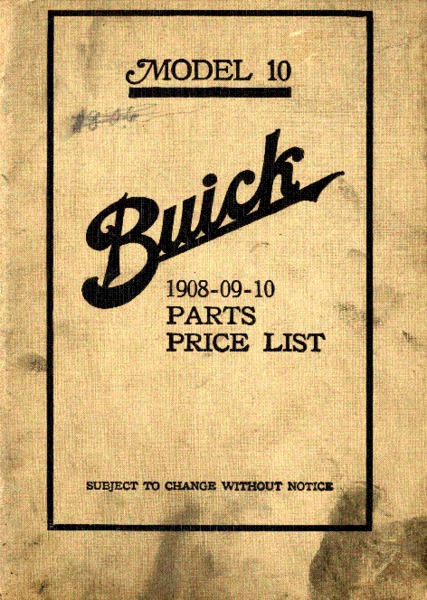 MODEL 10
Buick
1908-09-10
PARTS
PRICE LIST
SUBJECT TO CHANGE WITHOUT NOTICE